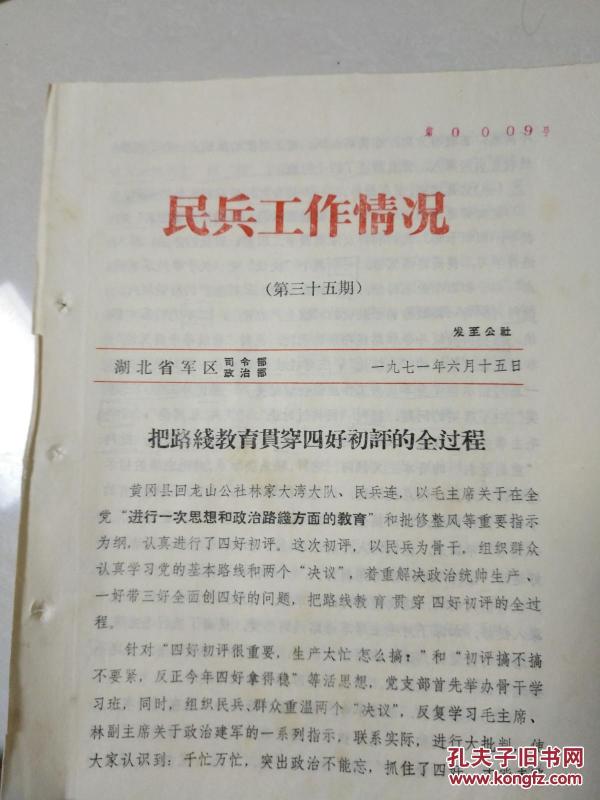 第 0 0 0 0 9 号
民兵工作情况
（第三十五期）
发至公社
湖北省军区 司令部 政治部 一九七一年六月十五日
把路綫教育貫穿四好初評的全过程
黄冈县回龙山公社林家大湾大队、民兵连，以毛主席关于在全
党“进行一次思想和政治路綫方面的教育”和批修整风等重要指示
为纲，认真进行了四好初评。这次初评，以民兵为骨干，组织群众
认真学习党的基本路线和两个“决议”，着重解决政治统帅生产、
一好带三好全面创四好的问题，把路线教育贯穿四好初评的全过
程。
针对“四好初评很重要，生产大忙怎么搞？”和“初评搞不搞
不要紧，反正今年四好拿得稳”等活思想，党支部首先举办骨干学
习班，同时，组织民兵、群众重温两个“决议”，反复学习毛主席、
林副主席关于政治建军的一系列指示，联系实际，进行大批判，使
大家认识到：千忙万忙，突出政治不能忘，抓住了四好，
孔夫子旧书网